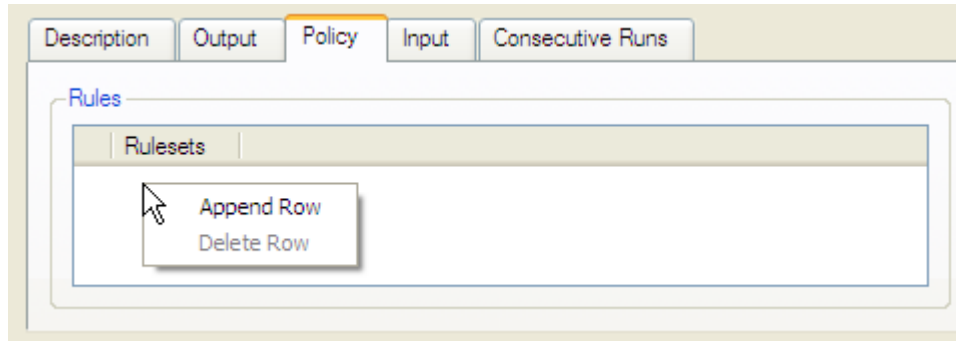 Description Output Policy Input Consecutive Runs
Rules
Rulesets
Append Row
Delete Row